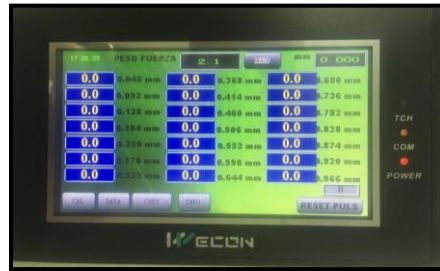 17:06:01 PESO FUERZA 2.1 ZERO mm 0.000
0.0 0.046 mm 0.0 0.368 mm 0.0 0.690 mm
0.0 0.092 mm 0.0 0.414 mm 0.0 0.736 mm
0.0 0.138 mm 0.0 0.460 mm 0.0 0.782 mm
0.0 0.184 mm 0.0 0.506 mm 0.0 0.828 mm
0.0 0.230 mm 0.0 0.552 mm 0.0 0.874 mm
0.0 0.276 mm 0.0 0.598 mm 0.0 0.920 mm
0.0 0.322 mm 0.0 0.644 mm 0.0 0.966 mm
CAL DATA CURV RESET PULS
TCH
COM
POWER
WECON